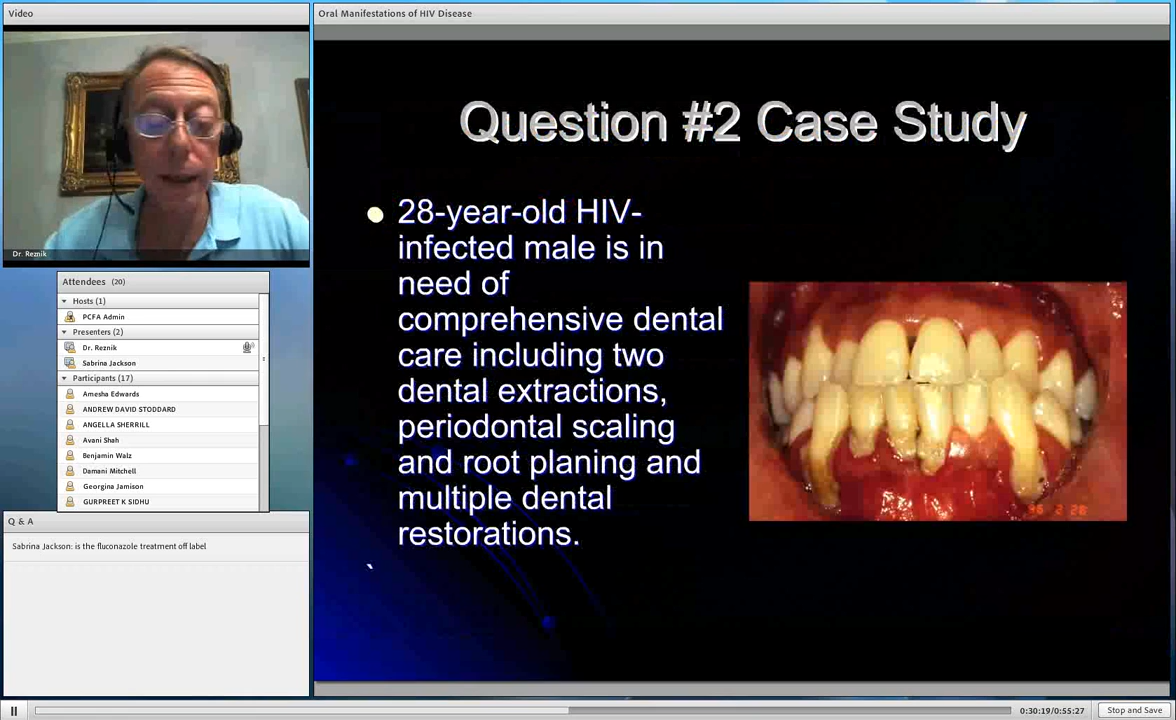 Video
Dr. Reznik
Attendees (20)
Hosts (1)
PCFA Admin
Presenters (2)
Dr. Reznik
Sabrina Jackson
Participants (17)
Amesha Edwards
ANDREW DAVID STODDARD
ANGELLA SHERRILL
Avani Shah
Benjamin Walz
Damani Mitchell
Georgina Jamison
GURPREET K SIDHU
Q & A
Sabrina Jackson: is the fluconazole treatment off label
Oral Manifestations of HIV Disease
Question #2 Case Study
28-year-old HIV-
infected male is in
need of
comprehensive dental
care including two
dental extractions,
periodontal scaling
and root planing and
multiple dental
restorations.
`
96 2 28
0:30:19/0:55:27
Stop and Save